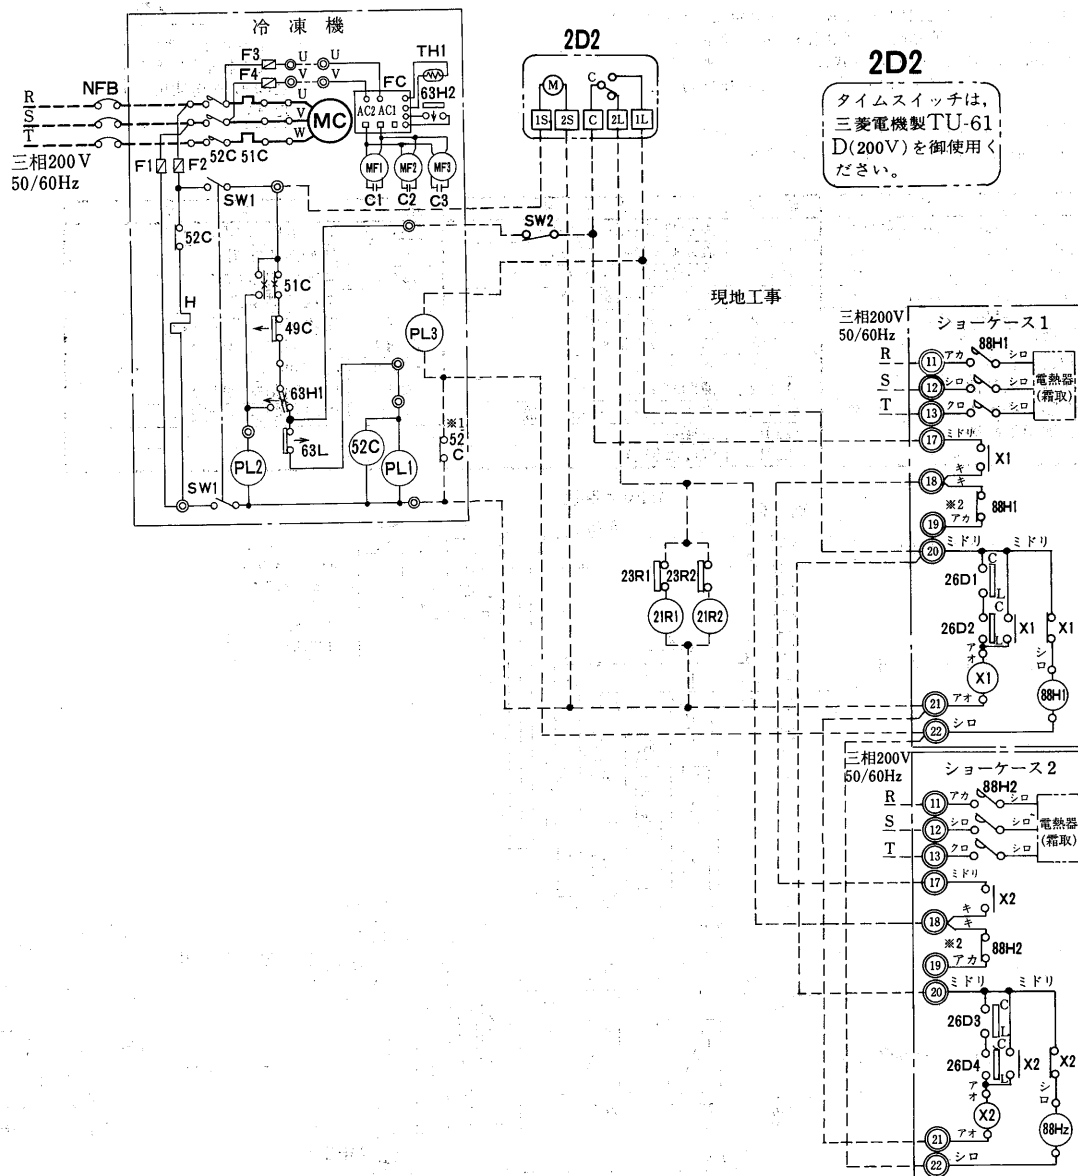 冷凍機
F3
U
U
F4
V
V
TH1
NFB
U
FC
63H2
R
S
T
V
W
MC
AC2
AC1
三相200V
50/60Hz
F1
F2
52C
51C
MF1
MF2
MF3
C1
C2
C3
SW1
52C
H
51C
49C
63H1
63L
PL2
52C
PL1
SW1
2D2
M
C
1S
2S
C
2L
1L
SW2
PL3
※1
52
C
2D2
タイムスイッチは,
三菱電機製TU-61
D(200V)を御使用く
ださい。
現地工事
23R1
23R2
21R1
21R2
三相200V
50/60Hz
ショーケース1
R
11
アカ
88H1
シロ
S
12
シロ
シロ
T
13
クロ
シロ
電熱器
(霜取)
17
ミドリ
X1
18
キ
キ
※2
88H1
19
アカ
20
ミドリ
ミドリ
C
26D1
L
C
26D2
L
X1
X1
アオ
シロ
X1
88H1
21
アオ
22
シロ
三相200V
50/60Hz
ショーケース2
R
11
アカ
88H2
シロ
S
12
シロ
シロ
T
13
クロ
シロ
電熱器
(霜取)
17
ミドリ
X2
18
キ
キ
※2
88H2
19
アカ
20
ミドリ
ミドリ
C
26D3
L
C
26D4
L
X2
X2
アオ
シロ
X2
88Hz
21
アオ
22
シロ